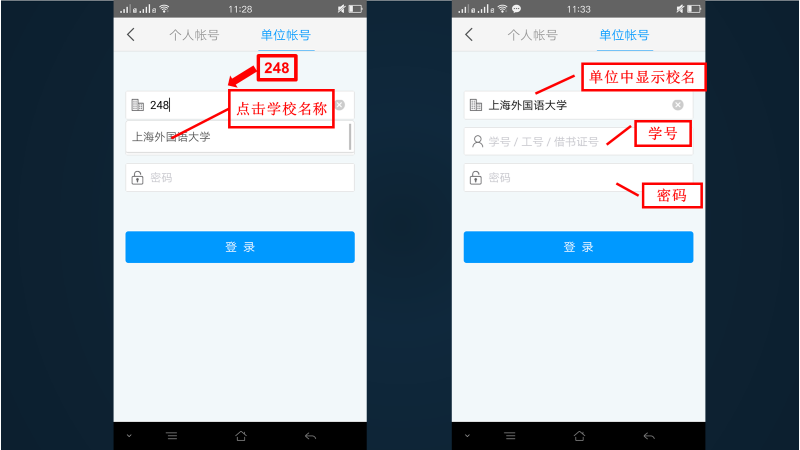 11:28
个人帐号 单位帐号
248
248
点击学校名称
上海外国语大学
密码
登 录
11:33
个人帐号 单位帐号
单位中显示校名
上海外国语大学
学号
学号 / 工号 / 借书证号
密码
密码
登 录